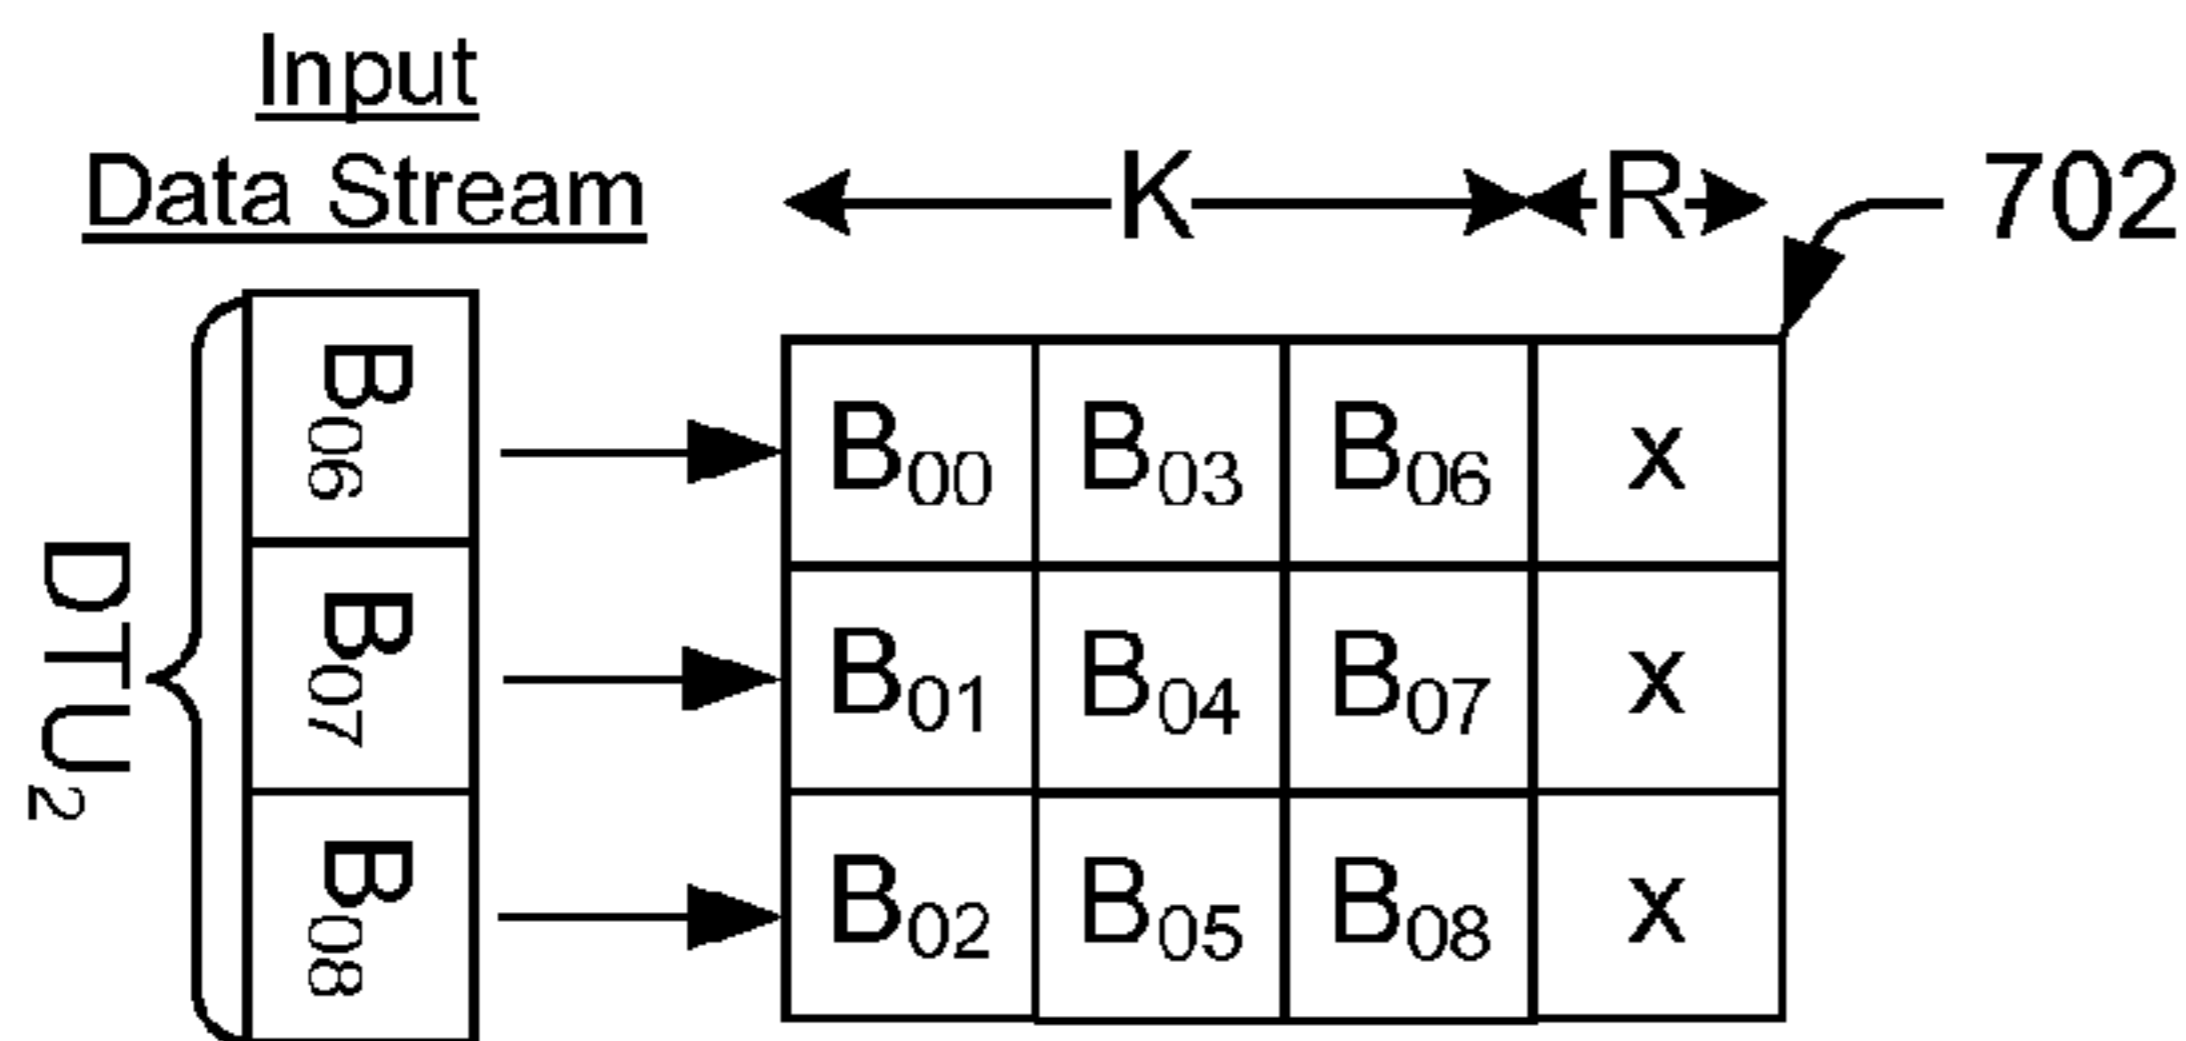 Input
Data Stream
K R 702
B06 B00 B03 B06 x
B07 B01 B04 B07 x
B08 B02 B05 B08 x
DTU2